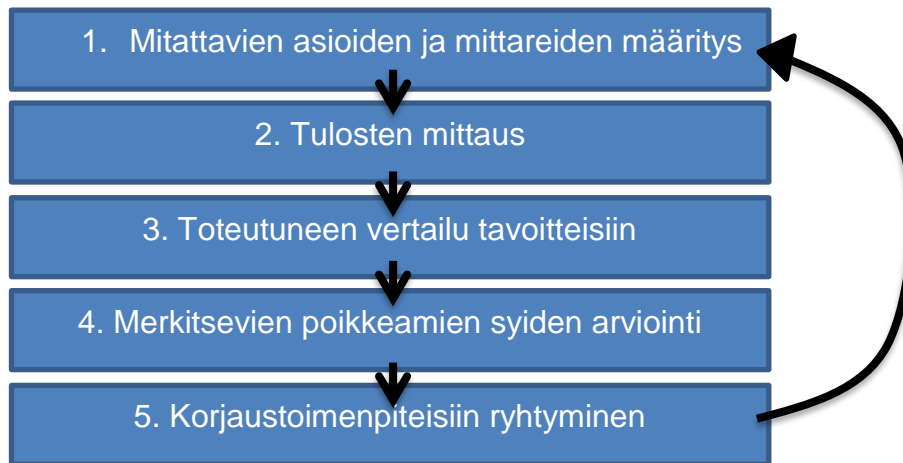 1. Mitattavien asioiden ja mittareiden määritys
2. Tulosten mittaus
3. Toteutuneen vertailu tavoitteisiin
4. Merkitsevien poikkeamien syiden arviointi
5. Korjaustoimenpiteisiin ryhtyminen